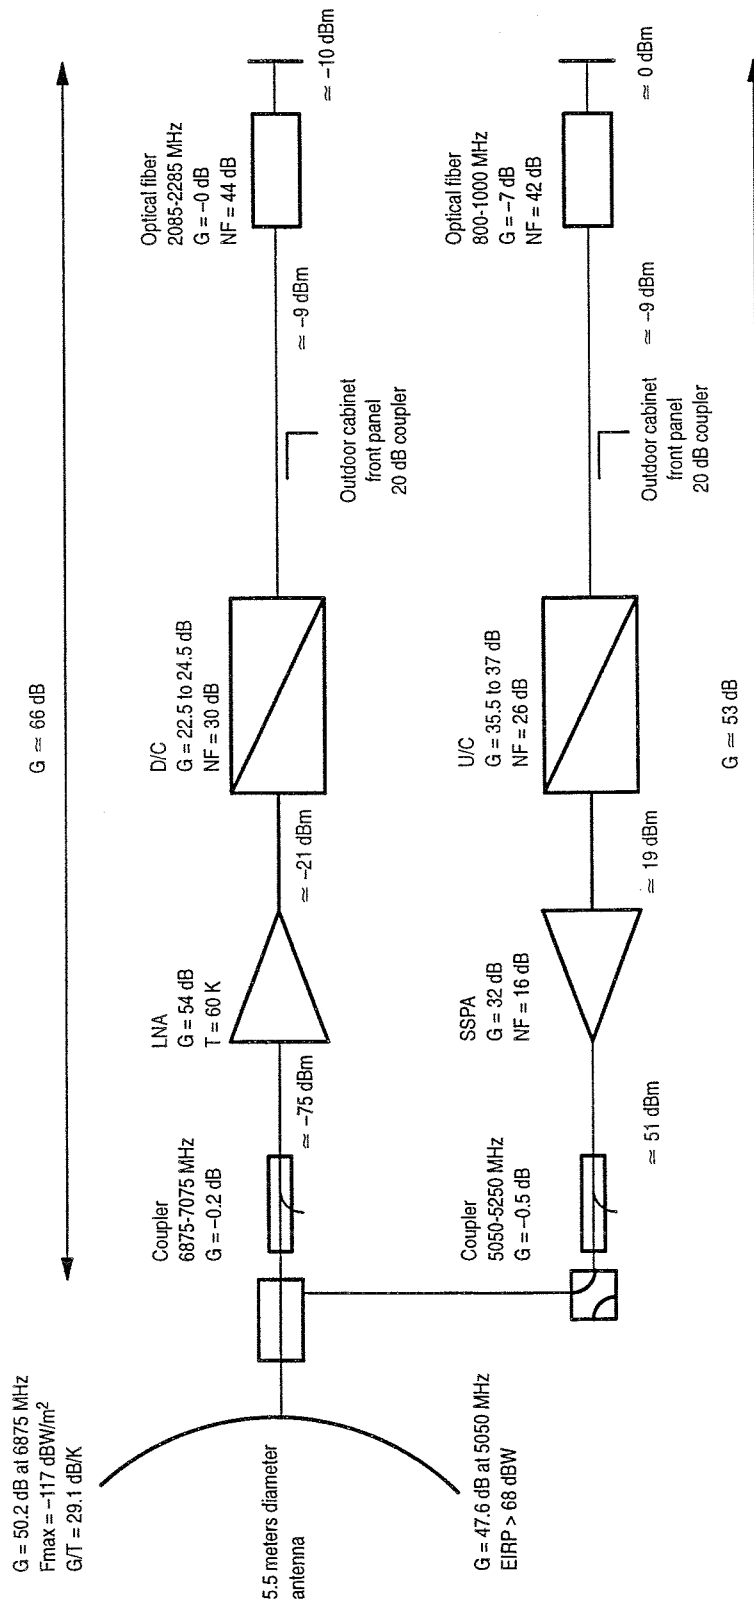 G = 50.2 dB at 6875 MHz
Fmax = −117 dBW/m²
G/T = 29.1 dB/K
5.5 meters diameter
antenna
G = 47.6 dB at 5050 MHz
EIRP > 68 dBW
G ≃ 66 dB
Coupler
6875-7075 MHz
G = −0.2 dB
≃ −75 dBm
LNA
G = 54 dB
T = 60 K
≃ −21 dBm
D/C
G = 22.5 to 24.5 dB
NF = 30 dB
Outdoor cabinet
front panel
20 dB coupler
≃ −9 dBm
Optical fiber
2085-2285 MHz
G = −0 dB
NF = 44 dB
≃ −10 dBm
Coupler
5050-5250 MHz
G = −0.5 dB
≃ 51 dBm
SSPA
G = 32 dB
NF = 16 dB
≃ 19 dBm
U/C
G = 35.5 to 37 dB
NF = 26 dB
Outdoor cabinet
front panel
20 dB coupler
≃ −9 dBm
Optical fiber
800-1000 MHz
G = −7 dB
NF = 42 dB
≃ 0 dBm
G ≃ 53 dB